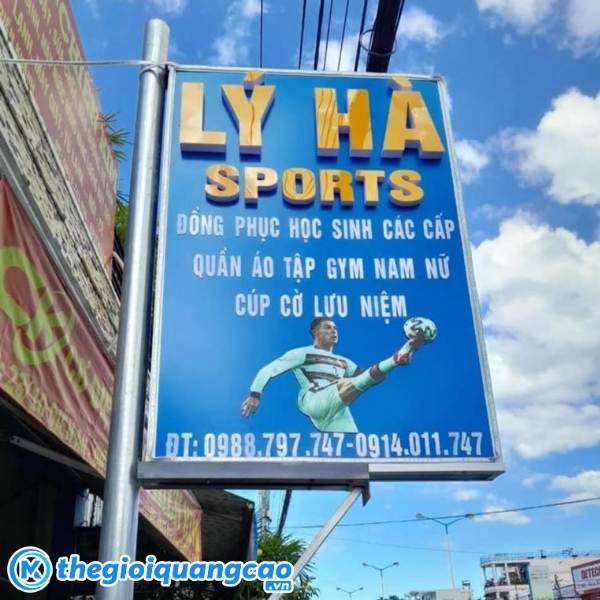 LÝ HÀ
SPORTS
ĐỒNG PHỤC HỌC SINH CÁC CẤP
QUẦN ÁO TẬP GYM NAM NỮ
CÚP CỜ LƯU NIỆM
ĐT: 0988.797.747-0914.011.747
thegioiquangcao.vn
DETEC